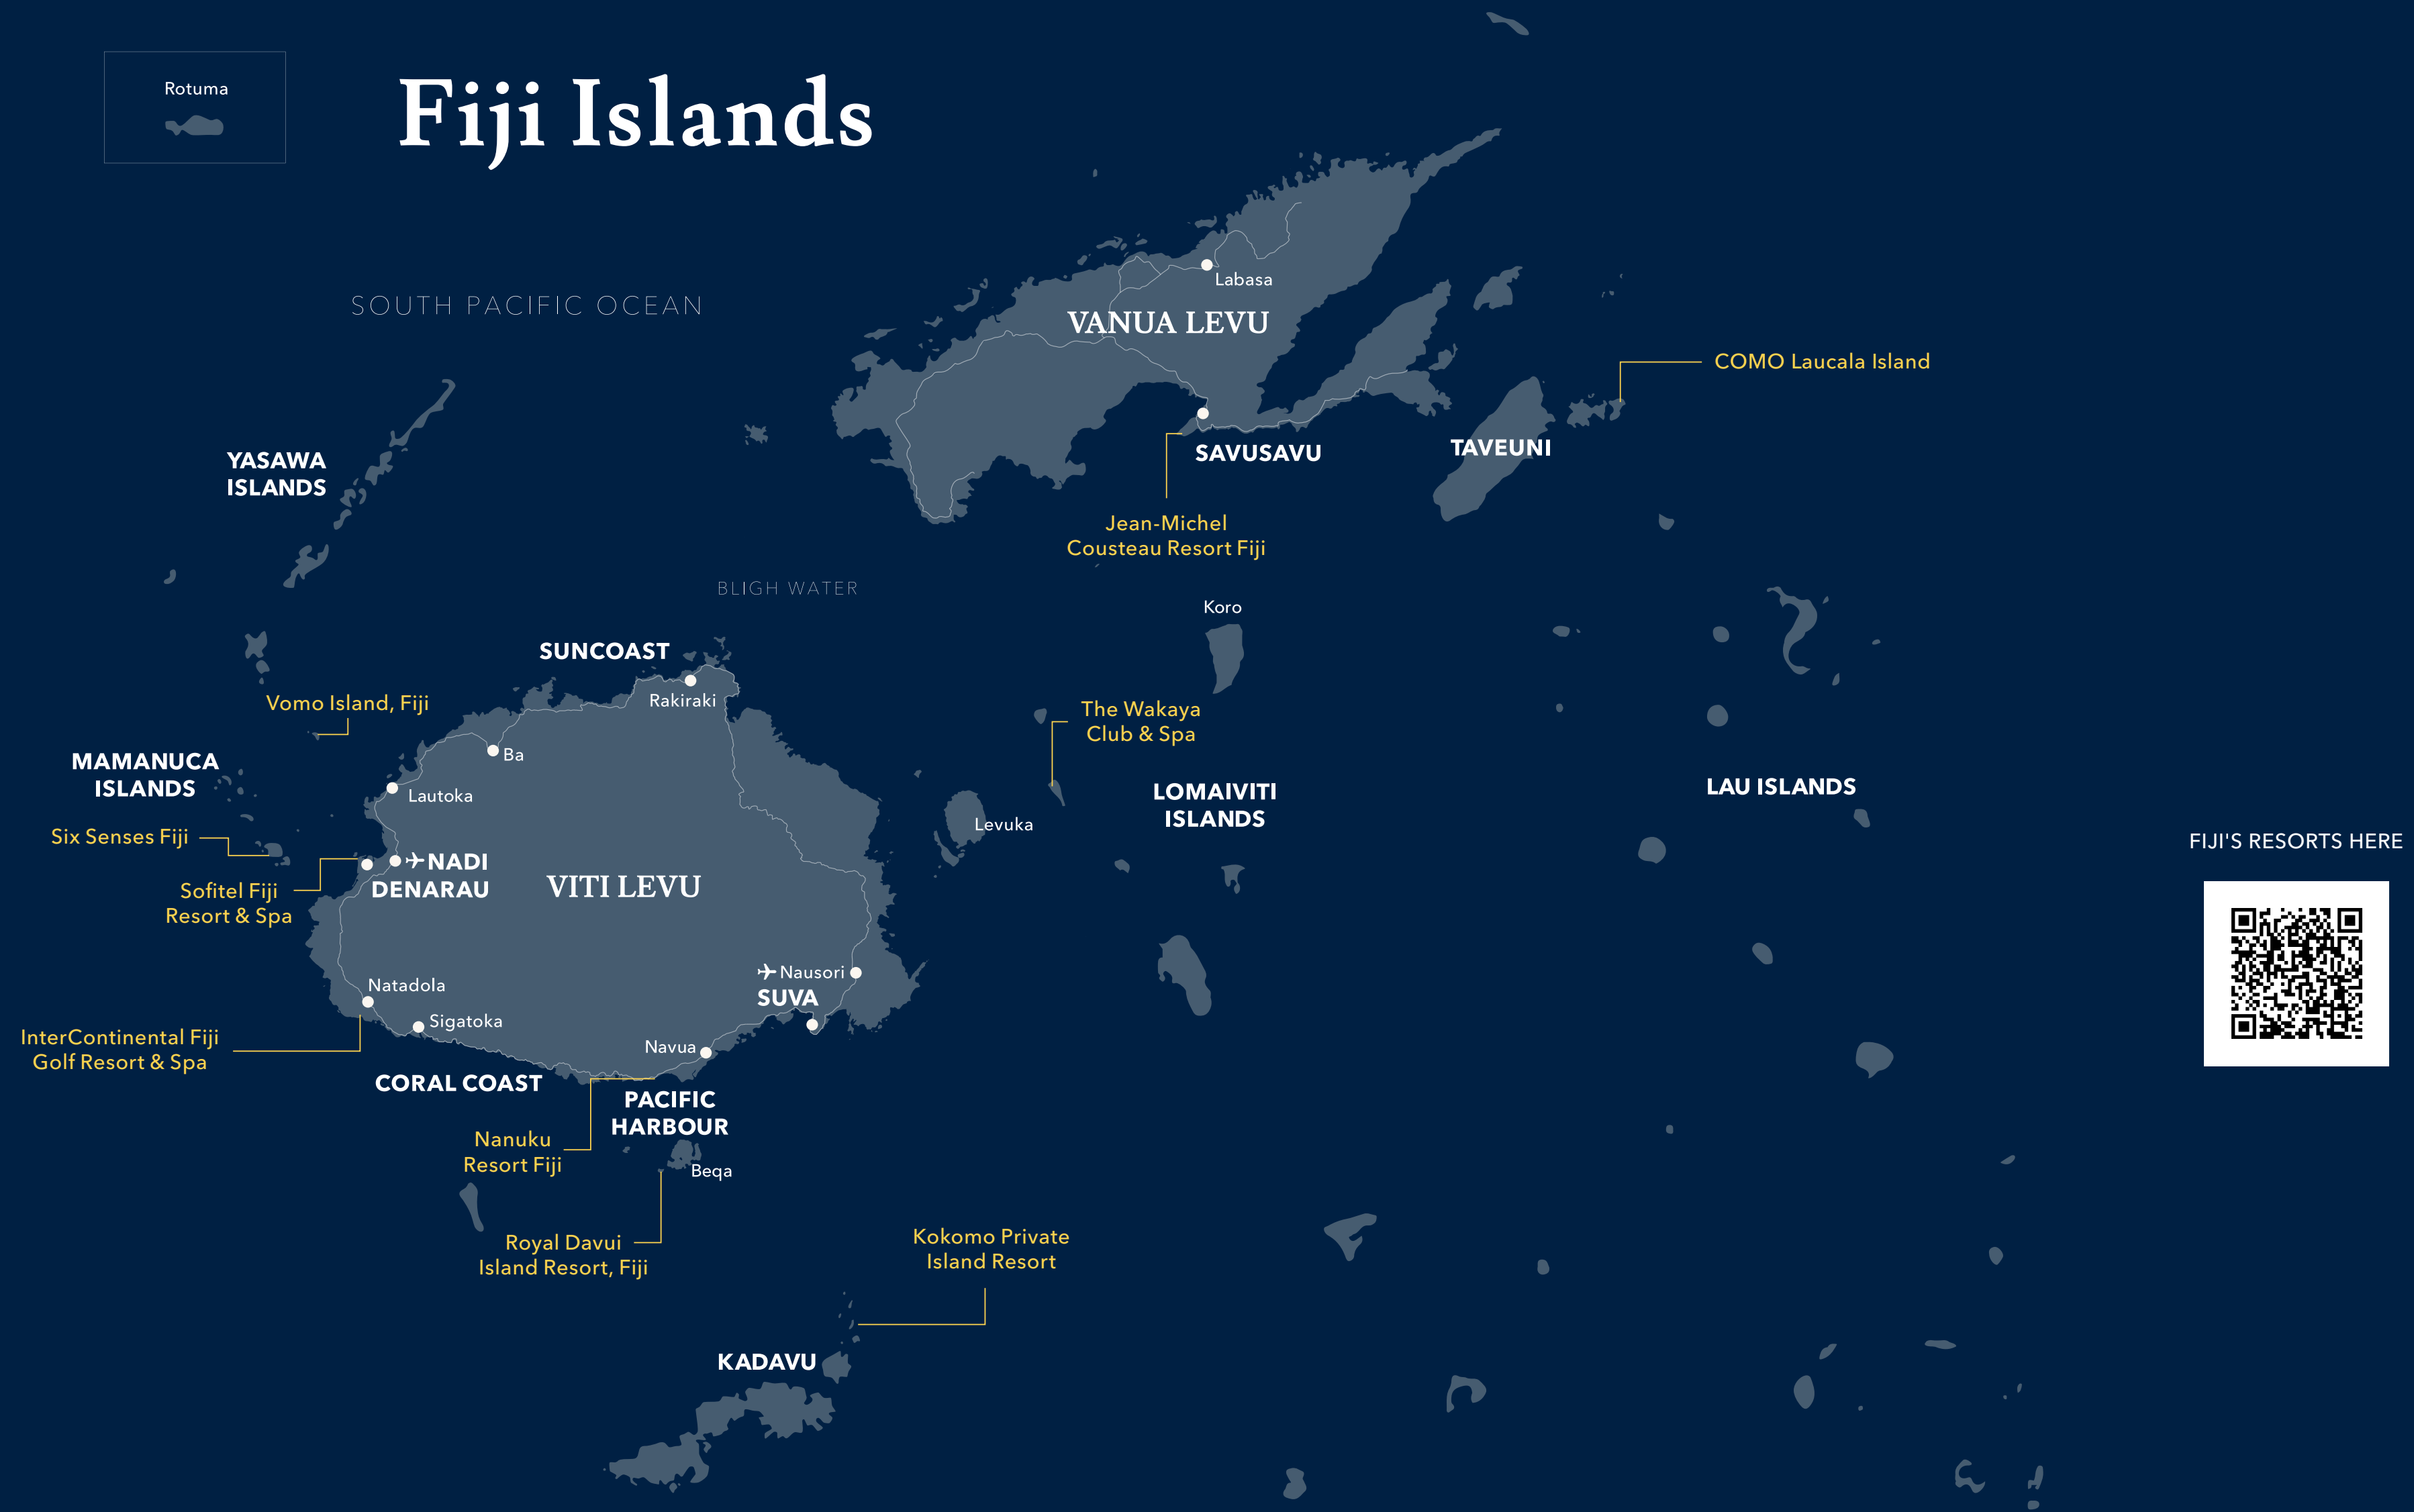 Rotuma
Fiji Islands
SOUTH PACIFIC OCEAN
Labasa
VANUA LEVU
COMO Laucala Island
SAVUSAVU
TAVEUNI
YASAWA
ISLANDS
Jean-Michel
Cousteau Resort Fiji
BLIGH WATER
Koro
SUNCOAST
Rakiraki
Vomo Island, Fiji
The Wakaya
Club & Spa
Ba
MAMANUCA
ISLANDS
Lautoka
LOMAIVITI
ISLANDS
LAU ISLANDS
Levuka
Six Senses Fiji
FIJI'S RESORTS HERE
NADI
DENARAU
VITI LEVU
Sofitel Fiji
Resort & Spa
Nausori
SUVA
Natadola
Sigatoka
InterContinental Fiji
Golf Resort & Spa
Navua
CORAL COAST
PACIFIC
HARBOUR
Nanuku
Resort Fiji
Beqa
Royal Davui
Island Resort, Fiji
Kokomo Private
Island Resort
KADAVU